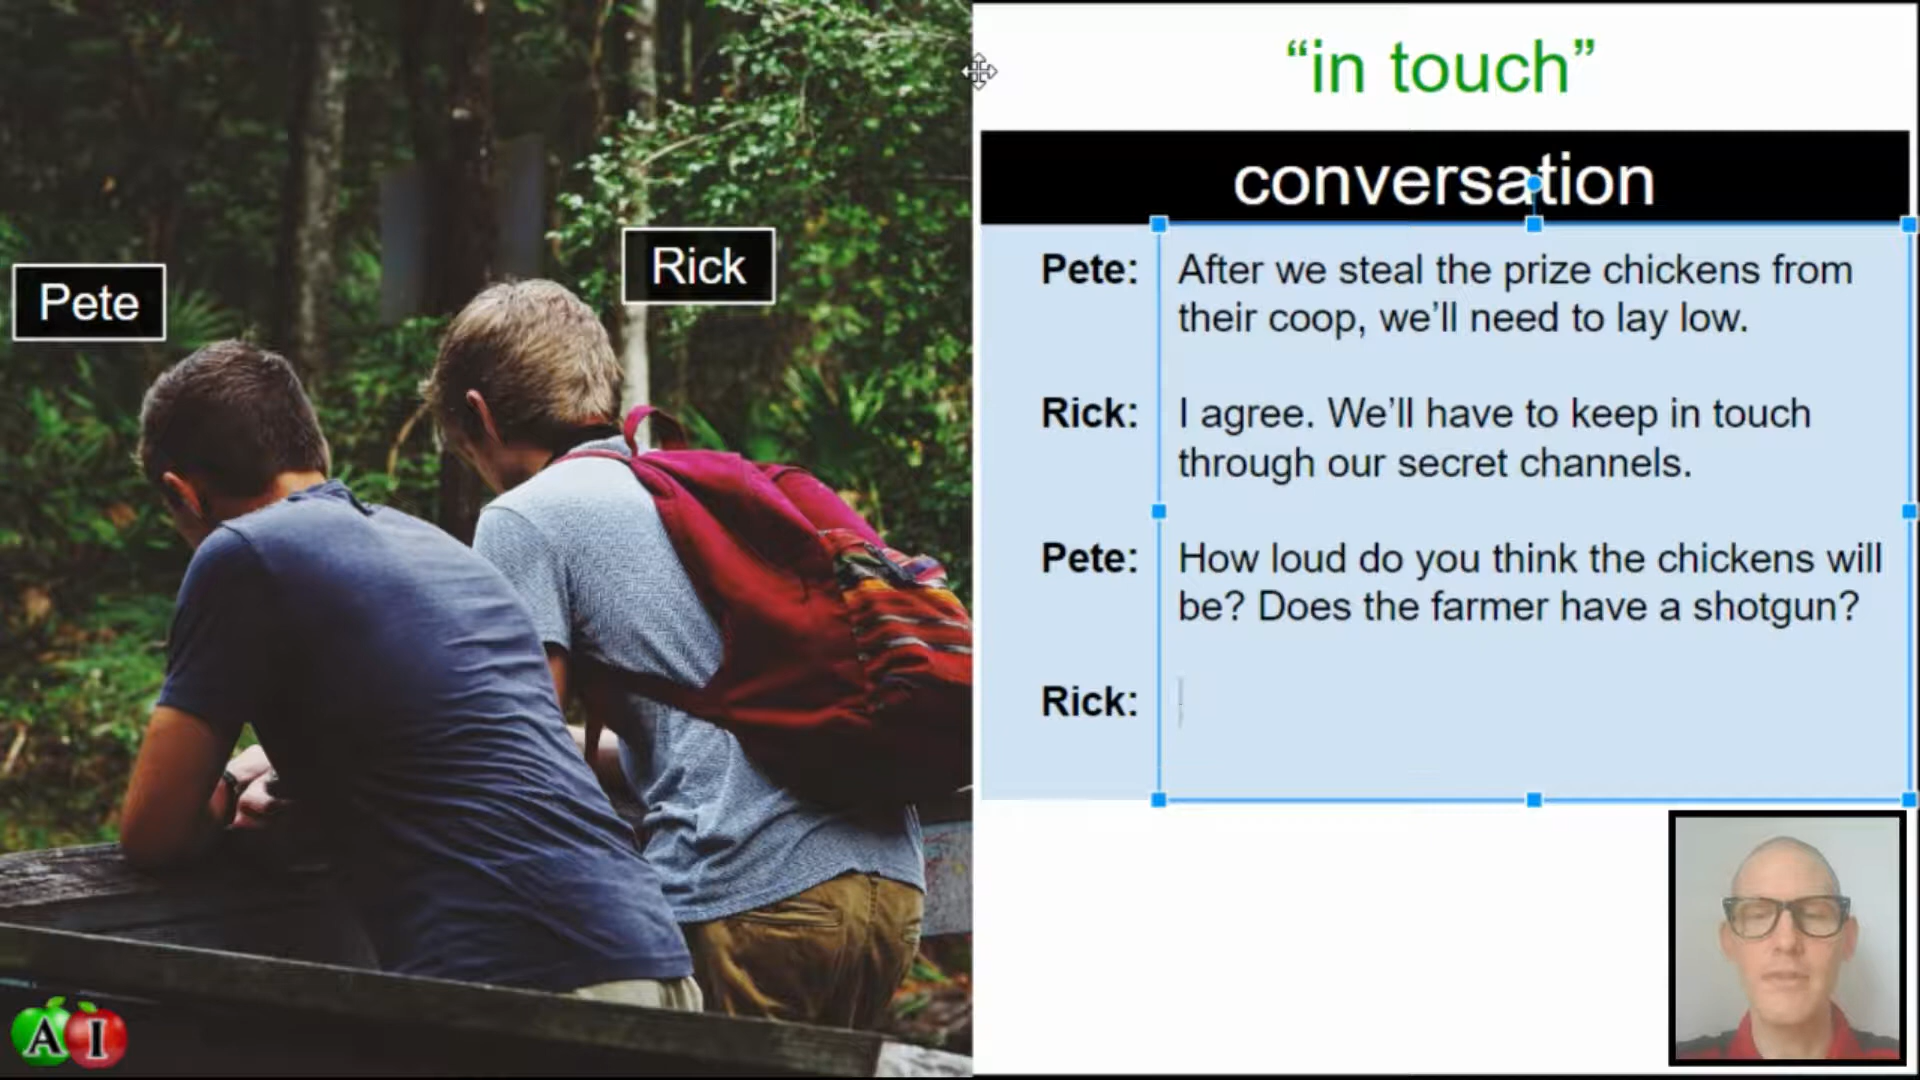 “in touch”
conversation
Pete
Rick
Pete: After we steal the prize chickens from
their coop, we’ll need to lay low.
Rick: I agree. We’ll have to keep in touch
through our secret channels.
Pete: How loud do you think the chickens will
be? Does the farmer have a shotgun?
Rick:
A I